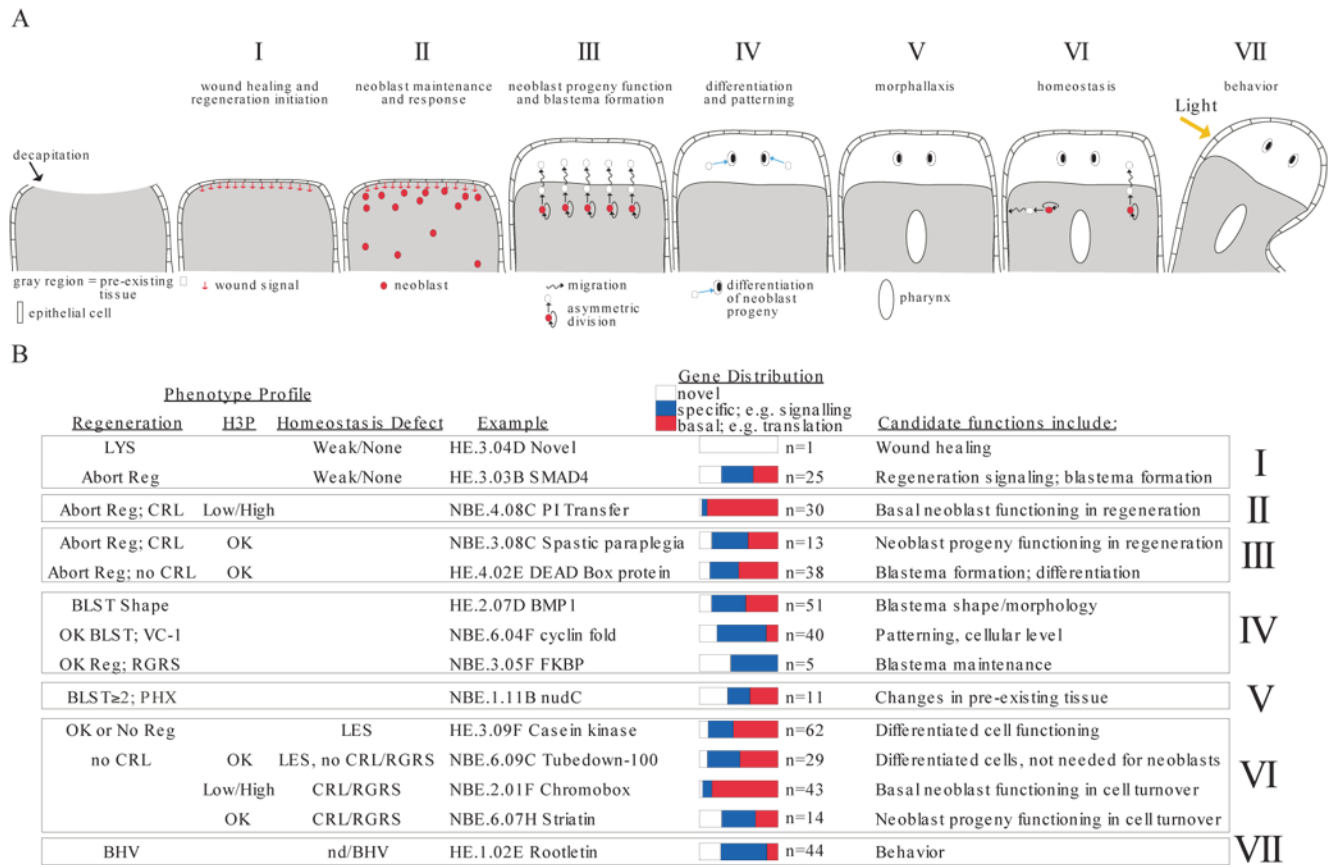 A
I II III IV V VI VII
wound healing and regeneration initiation
neoblast maintenance and response
neoblast progeny function and blastema formation
differentiation and patterning
morphallaxis
homeostasis
behavior
Light
decapitation
gray region = pre-existing tissue
epithelial cell
wound signal
neoblast
migration
asymmetric division
differentiation of neoblast progeny
pharynx
B
Phenotype Profile
Gene Distribution
novel
specific; e.g. signalling
basal; e.g. translation
Regeneration H3P Homeostasis Defect Example Candidate functions include:
LYS Weak/None HE.3.04D Novel n=1 Wound healing
I
Abort Reg Weak/None HE.3.03B SMAD4 n=25 Regeneration signaling; blastema formation
Abort Reg; CRL Low/High NBE.4.08C PI Transfer n=30 Basal neoblast functioning in regeneration II
Abort Reg; CRL OK NBE.3.08C Spastic paraplegia n=13 Neoblast progeny functioning in regeneration
III
Abort Reg; no CRL OK HE.4.02E DEAD Box protein n=38 Blastema formation; differentiation
BLST Shape HE.2.07D BMP1 n=51 Blastema shape/morphology
OK BLST; VC-1 NBE.6.04F cyclin fold n=40 Patterning, cellular level IV
OK Reg; RGRS NBE.3.05F FKBP n=5 Blastema maintenance
BLST≥2; PHX NBE.1.11B nudC n=11 Changes in pre-existing tissue V
OK or No Reg LES HE.3.09F Casein kinase n=62 Differentiated cell functioning
no CRL OK LES, no CRL/RGRS NBE.6.09C Tubedown-100 n=29 Differentiated cells, not needed for neoblasts
VI
Low/High CRL/RGRS NBE.2.01F Chromobox n=43 Basal neoblast functioning in cell turnover
OK CRL/RGRS NBE.6.07H Striatin n=14 Neoblast progeny functioning in cell turnover
BHV nd/BHV HE.1.02E Rootletin n=44 Behavior VII